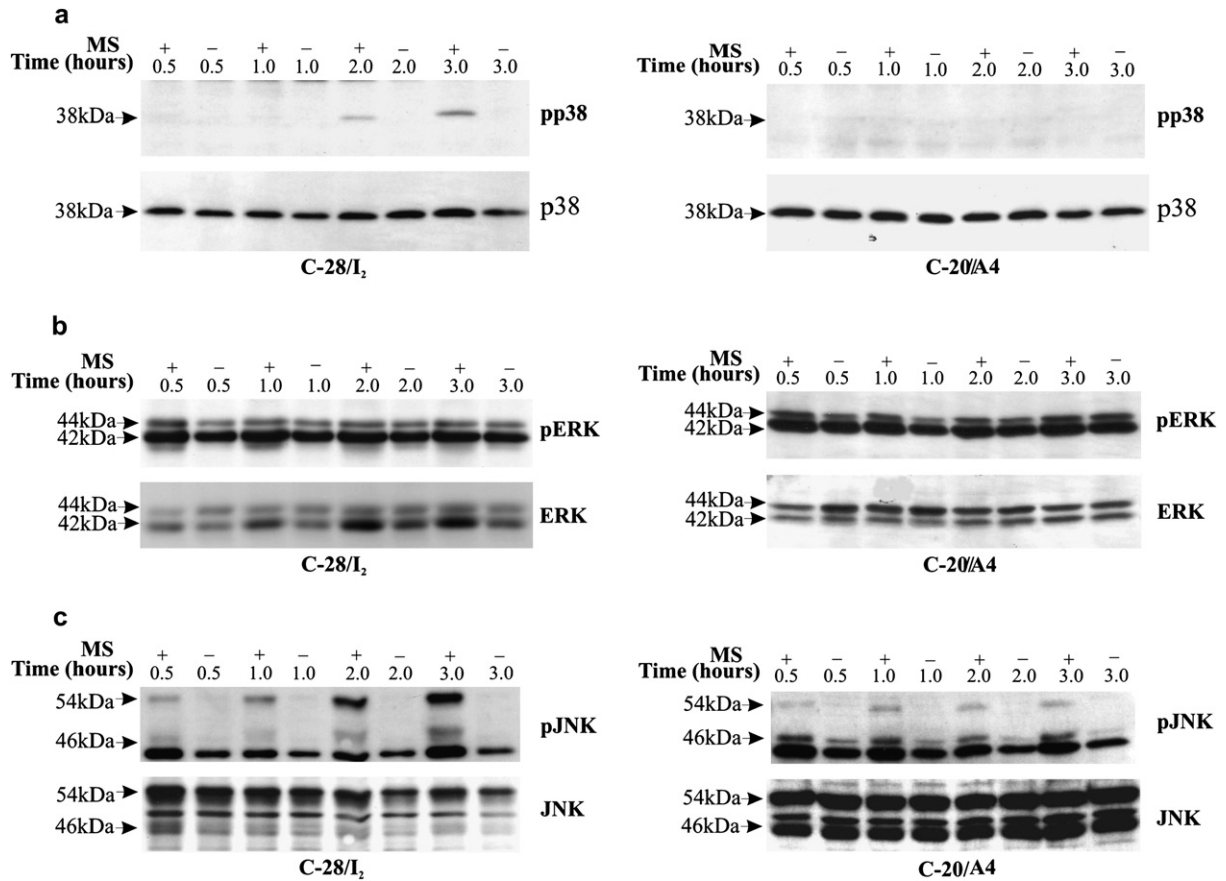 a
MS + – + – + – + –
Time (hours) 0.5 0.5 1.0 1.0 2.0 2.0 3.0 3.0
38kDa pp38
38kDa p38
C-28/I₂
MS + – + – + – + –
Time (hours) 0.5 0.5 1.0 1.0 2.0 2.0 3.0 3.0
38kDa pp38
38kDa p38
C-20/A4
b
MS + – + – + – + –
Time (hours) 0.5 0.5 1.0 1.0 2.0 2.0 3.0 3.0
44kDa
42kDa pERK
44kDa
42kDa ERK
C-28/I₂
MS + – + – + – + –
Time (hours) 0.5 0.5 1.0 1.0 2.0 2.0 3.0 3.0
44kDa
42kDa pERK
44kDa
42kDa ERK
C-20/A4
c
MS + – + – + – + –
Time (hours) 0.5 0.5 1.0 1.0 2.0 2.0 3.0 3.0
54kDa
46kDa pJNK
54kDa
46kDa JNK
C-28/I₂
MS + – + – + – + –
Time (hours) 0.5 0.5 1.0 1.0 2.0 2.0 3.0 3.0
54kDa
46kDa pJNK
54kDa
46kDa JNK
C-20/A4